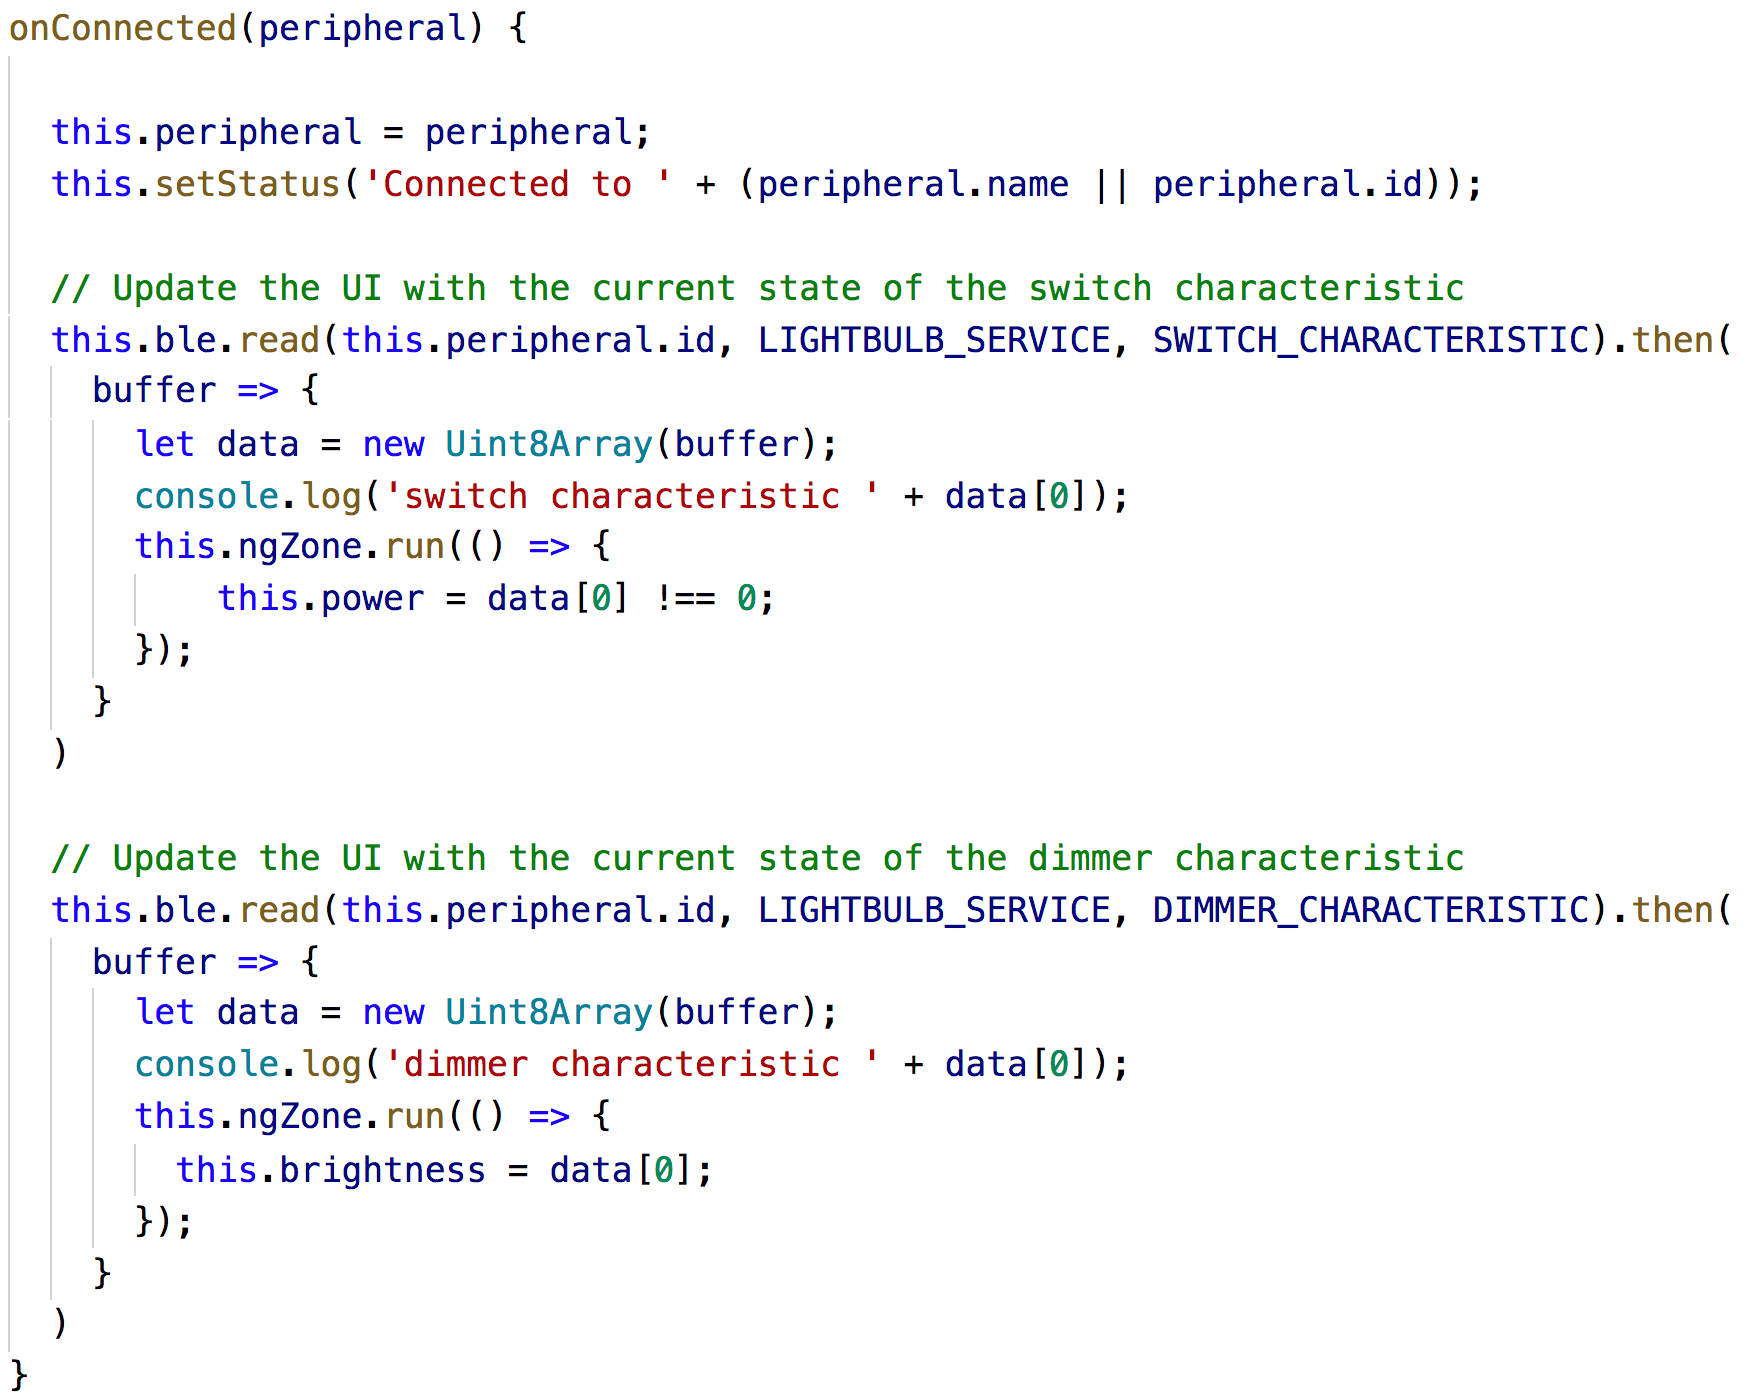 onConnected(peripheral) {
this.peripheral = peripheral;
this.setStatus('Connected to ' + (peripheral.name || peripheral.id));
// Update the UI with the current state of the switch characteristic
this.ble.read(this.peripheral.id, LIGHTBULB_SERVICE, SWITCH_CHARACTERISTIC).then(
buffer => {
let data = new Uint8Array(buffer);
console.log('switch characteristic ' + data[0]);
this.ngZone.run(() => {
this.power = data[0] !== 0;
});
}
)
// Update the UI with the current state of the dimmer characteristic
this.ble.read(this.peripheral.id, LIGHTBULB_SERVICE, DIMMER_CHARACTERISTIC).then(
buffer => {
let data = new Uint8Array(buffer);
console.log('dimmer characteristic ' + data[0]);
this.ngZone.run(() => {
this.brightness = data[0];
});
}
)
}